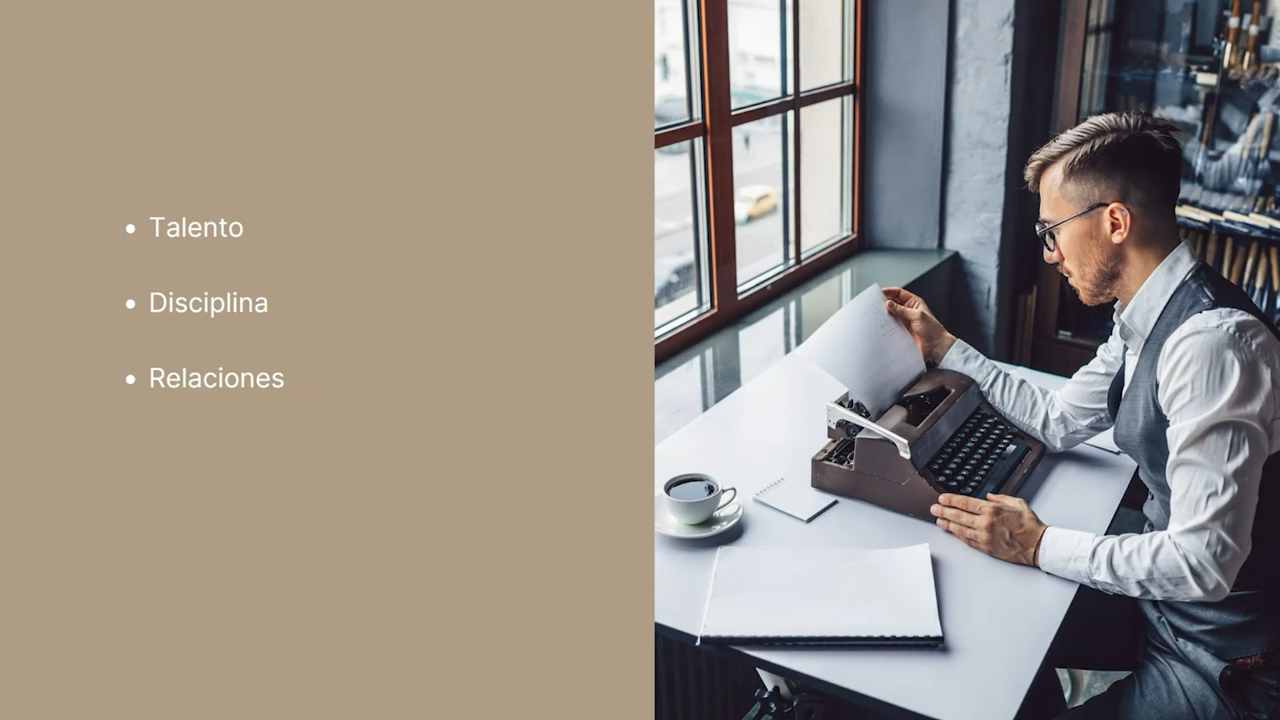 • Talento
• Disciplina
• Relaciones